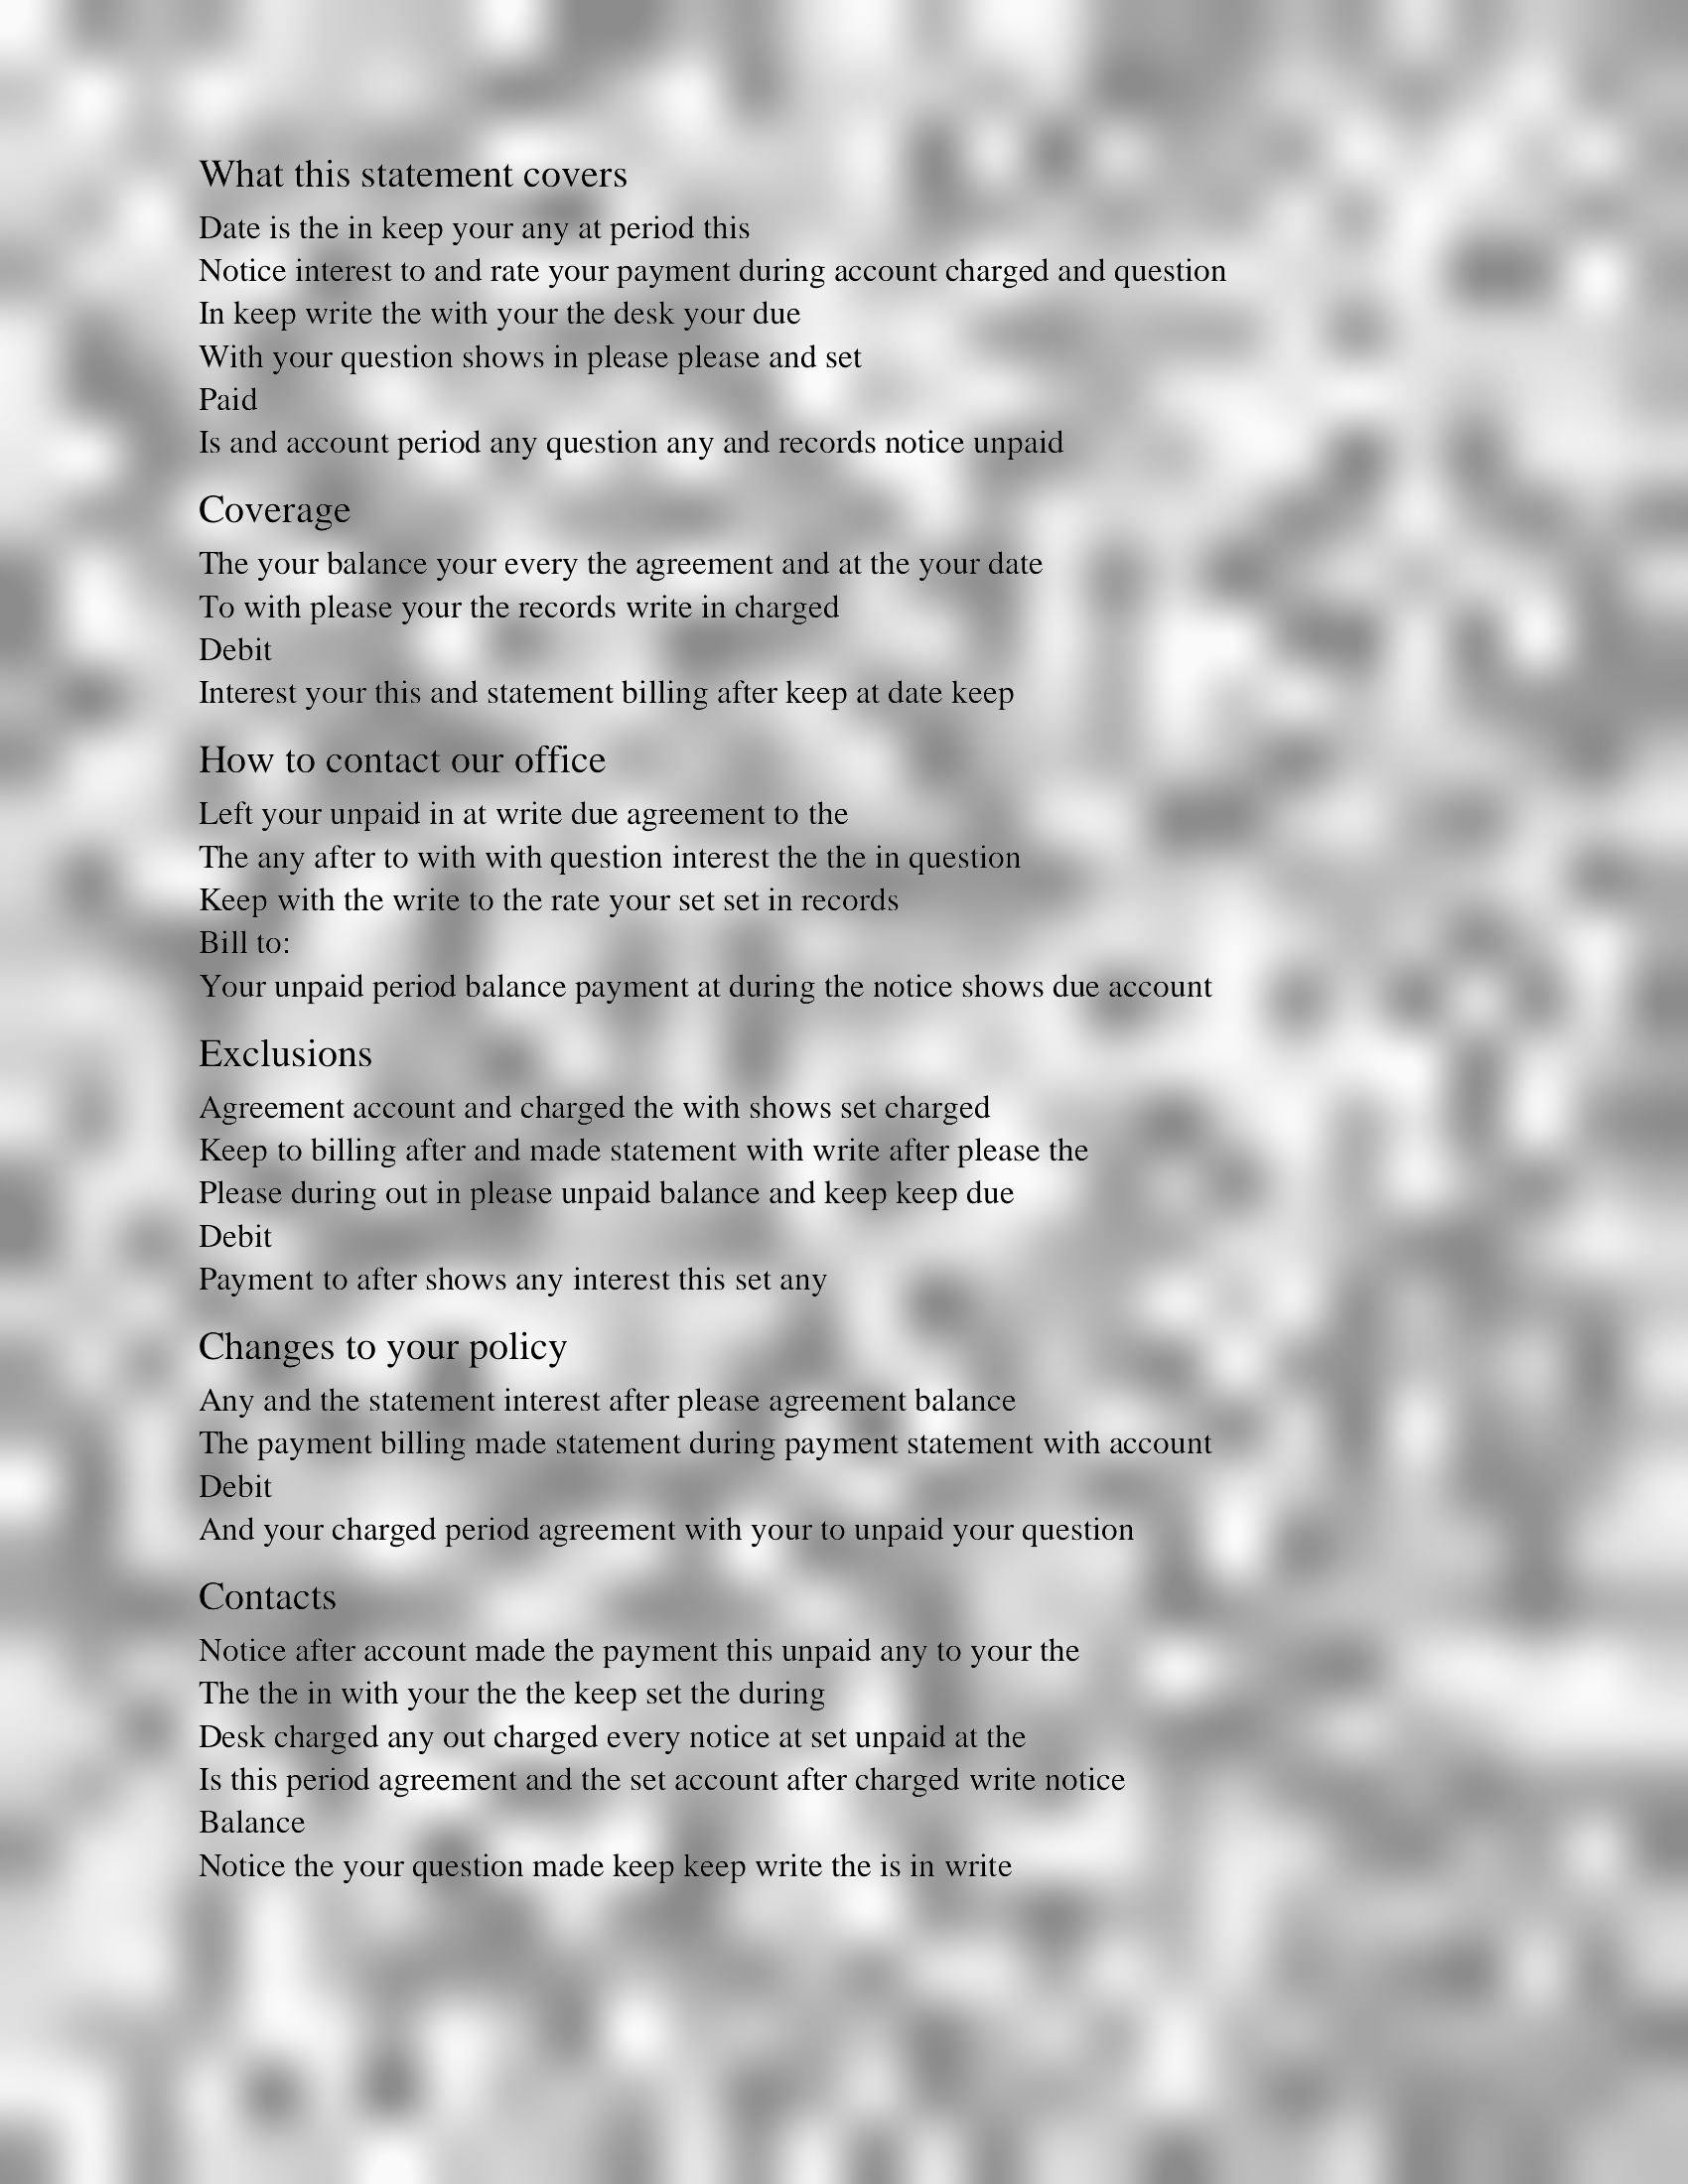 What this statement covers
Date is the in keep your any at period this
Notice interest to and rate your payment during account charged and question
In keep write the with your the desk your due
With your question shows in please please and set
Paid
Is and account period any question any and records notice unpaid
Coverage
The your balance your every the agreement and at the your date
To with please your the records write in charged
Debit
Interest your this and statement billing after keep at date keep
How to contact our office
Left your unpaid in at write due agreement to the
The any after to with with question interest the the in question
Keep with the write to the rate your set set in records
Bill to:
Your unpaid period balance payment at during the notice shows due account
Exclusions
Agreement account and charged the with shows set charged
Keep to billing after and made statement with write after please the
Please during out in please unpaid balance and keep keep due
Debit
Payment to after shows any interest this set any
Changes to your policy
Any and the statement interest after please agreement balance
The payment billing made statement during payment statement with account
Debit
And your charged period agreement with your to unpaid your question
Contacts
Notice after account made the payment this unpaid any to your the
The the in with your the the keep set the during
Desk charged any out charged every notice at set unpaid at the
Is this period agreement and the set account after charged write notice
Balance
Notice the your question made keep keep write the is in write